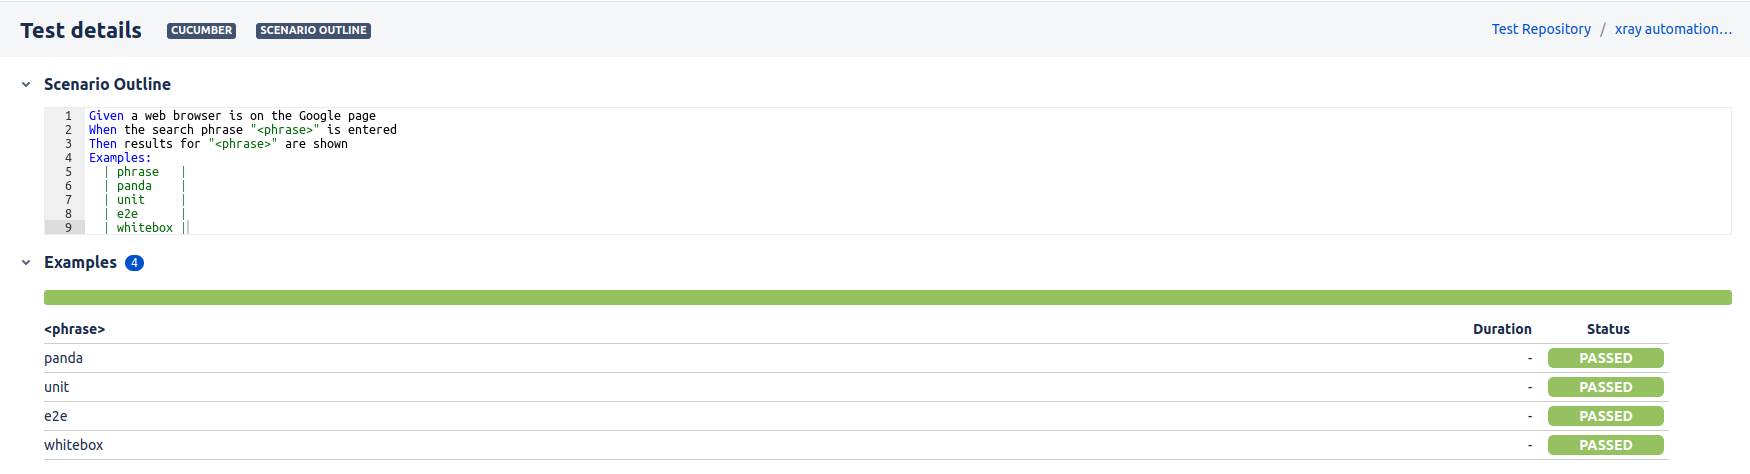 Test details CUCUMBER SCENARIO OUTLINE Test Repository / xray automation...
Scenario Outline
1 Given a web browser is on the Google page
2 When the search phrase "<phrase>" is entered
3 Then results for "<phrase>" are shown
4 Examples:
5 | phrase |
6 | panda |
7 | unit |
8 | e2e |
9 | whitebox |
Examples 4
<phrase> Duration Status
panda - PASSED
unit - PASSED
e2e - PASSED
whitebox - PASSED